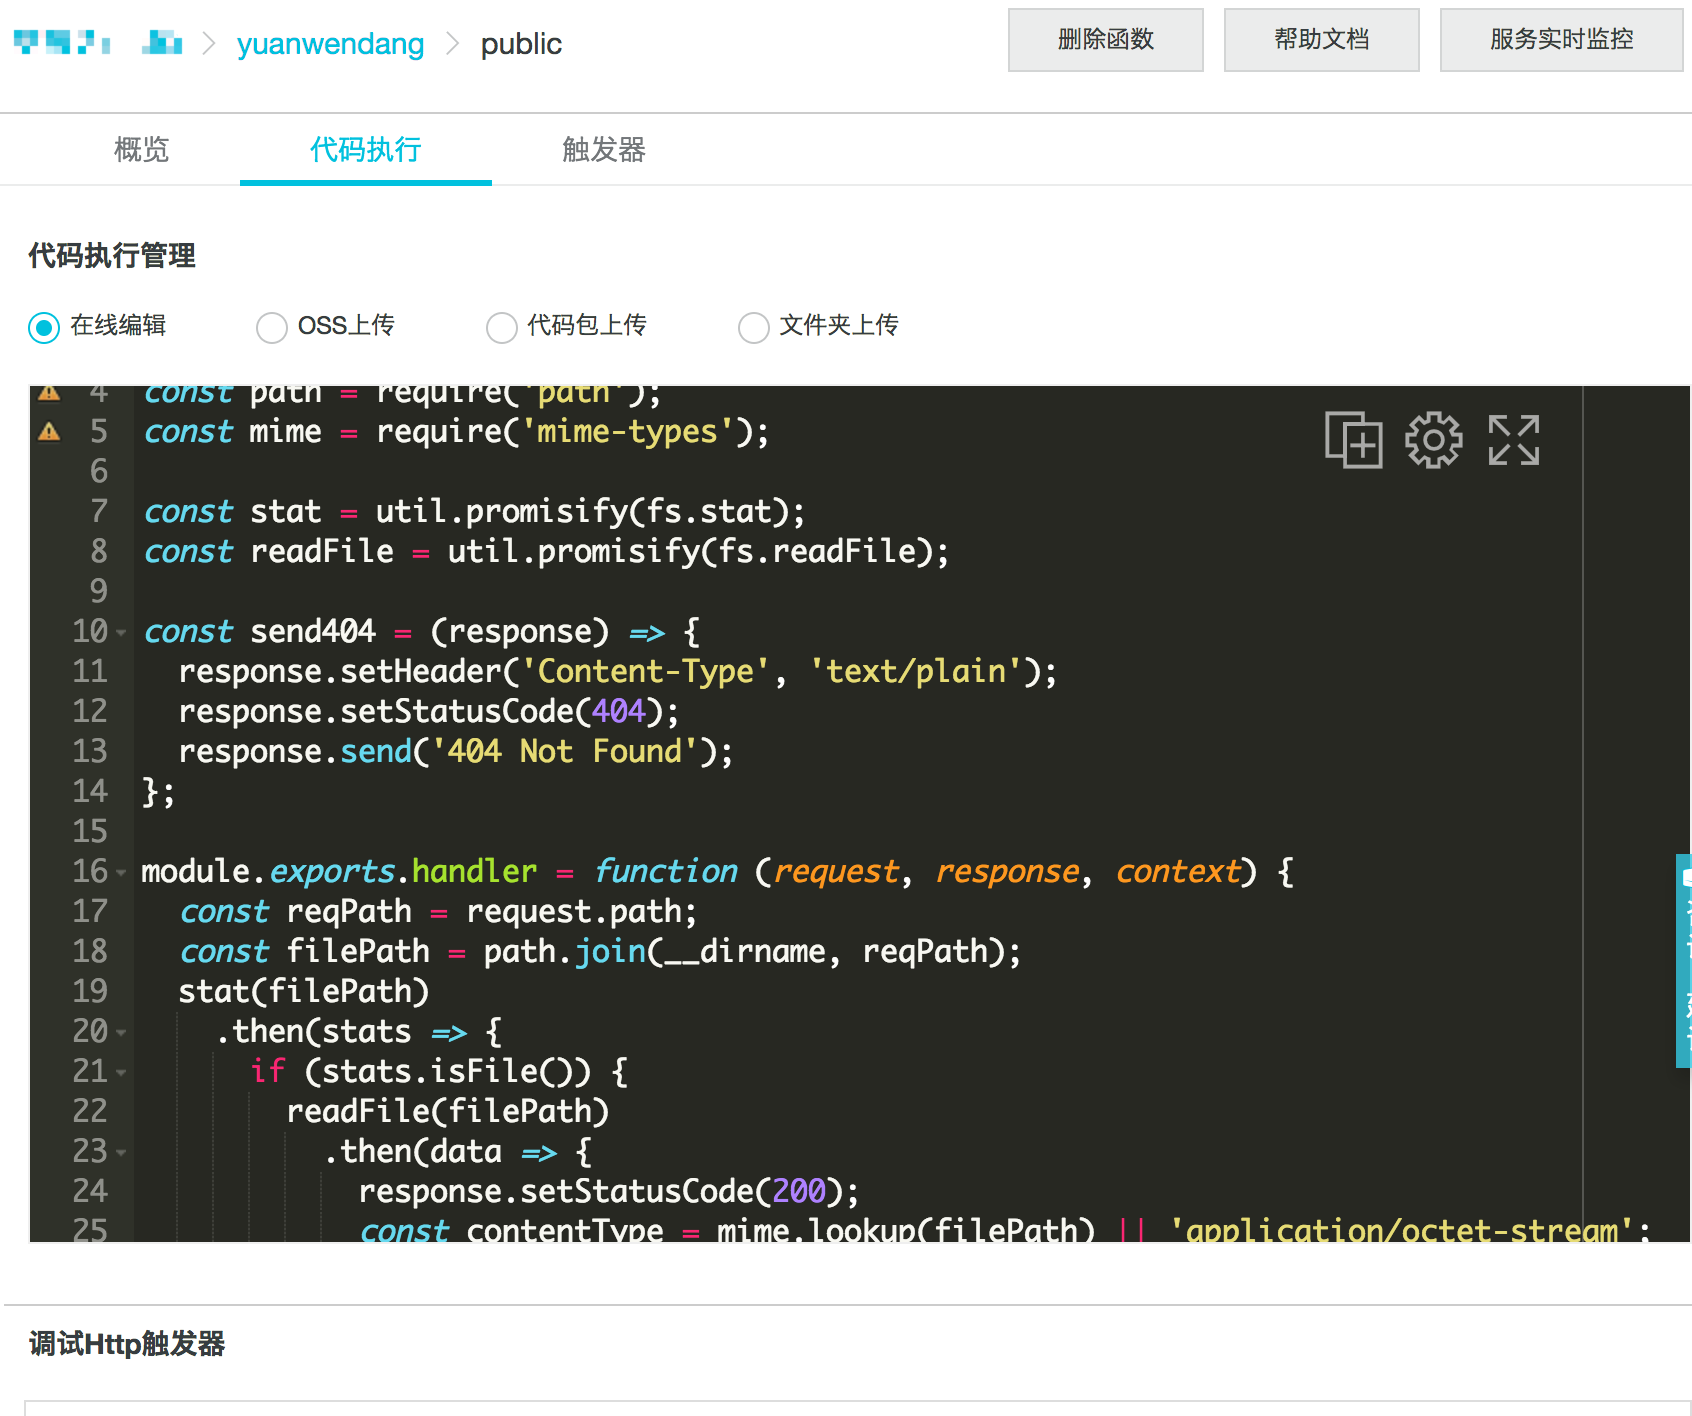 yuanwendang > public
删除函数 帮助文档 服务实时监控
概览 代码执行 触发器
代码执行管理
在线编辑 OSS上传 代码包上传 文件夹上传
4 const path = require('path');
5 const mime = require('mime-types');
6
7 const stat = util.promisify(fs.stat);
8 const readFile = util.promisify(fs.readFile);
9
10 const send404 = (response) => {
11 response.setHeader('Content-Type', 'text/plain');
12 response.setStatusCode(404);
13 response.send('404 Not Found');
14 };
15
16 module.exports.handler = function (request, response, context) {
17 const reqPath = request.path;
18 const filePath = path.join(__dirname, reqPath);
19 stat(filePath)
20 .then(stats => {
21 if (stats.isFile()) {
22 readFile(filePath)
23 .then(data => {
24 response.setStatusCode(200);
25 const contentType = mime.lookup(filePath) || 'application/octet-stream';
调试Http触发器